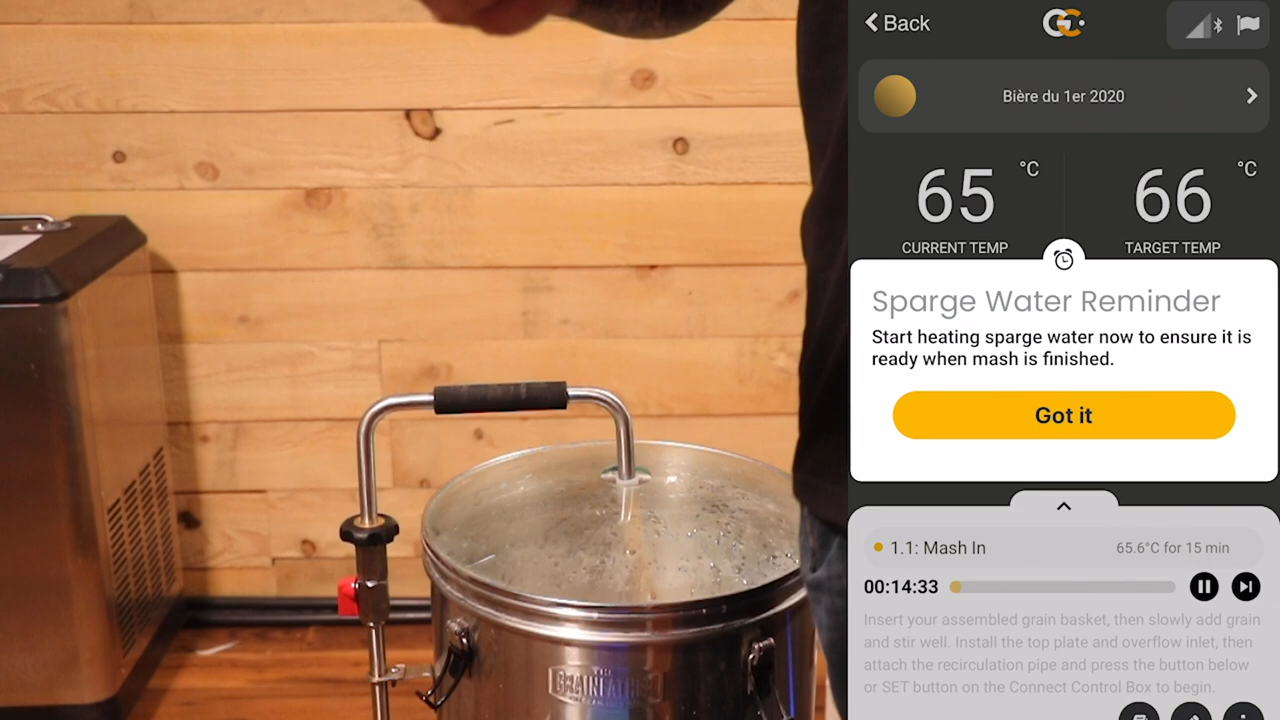 Back
GC
Bière du 1er 2020
65 °C
66 °C
CURRENT TEMP
TARGET TEMP
Sparge Water Reminder
Start heating sparge water now to ensure it is
ready when mash is finished.
Got it
1.1: Mash In
65.6°C for 15 min
00:14:33
Insert your assembled grain basket, then slowly add grain
and stir well. Install the top plate and overflow inlet, then
attach the recirculation pipe and press the button below
or SET button on the Connect Control Box to begin.
THE
GRAINFATHER